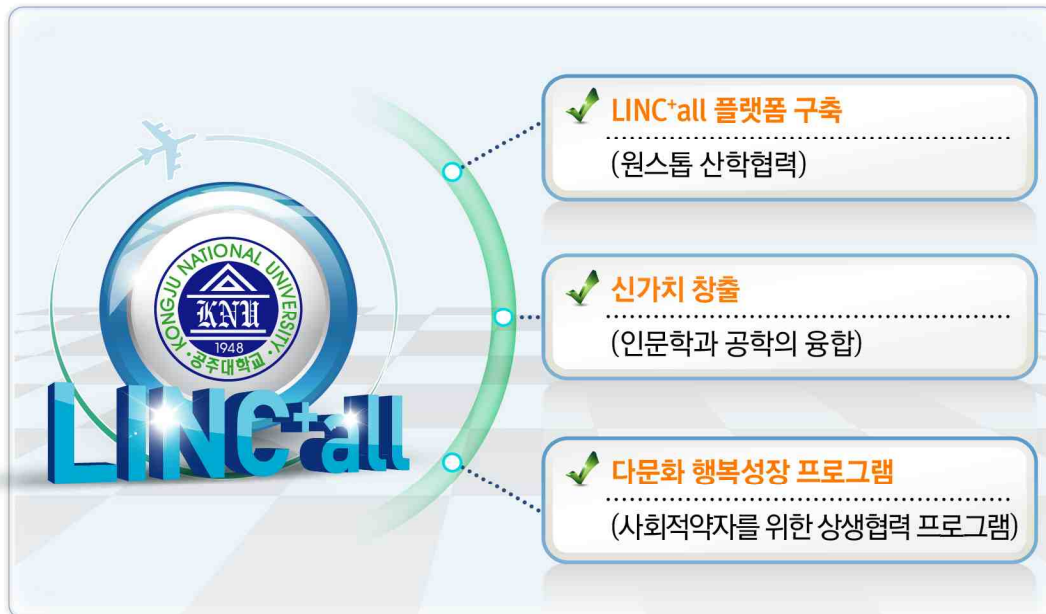 KONGJU NATIONAL UNIVERSITY
KNU
1948
공주대학교
LINC+all
LINC+all 플랫폼 구축
(원스톱 산학협력)
신가치 창출
(인문학과 공학의 융합)
다문화 행복성장 프로그램
(사회적약자를 위한 상생협력 프로그램)